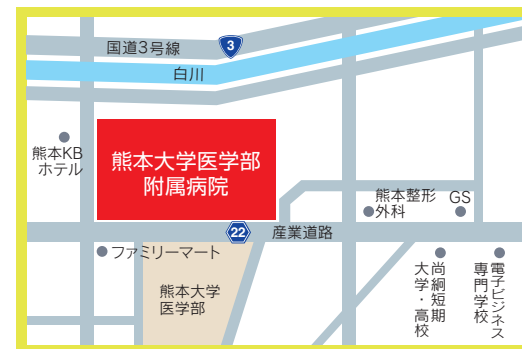 国道3号線
3
白川
熊本KB
ホテル
熊本大学医学部
附属病院
熊本整形
外科
GS
22
産業道路
ファミリーマート
熊本大学
医学部
尚絅短期
大学・高校
電子ビジネス
専門学校